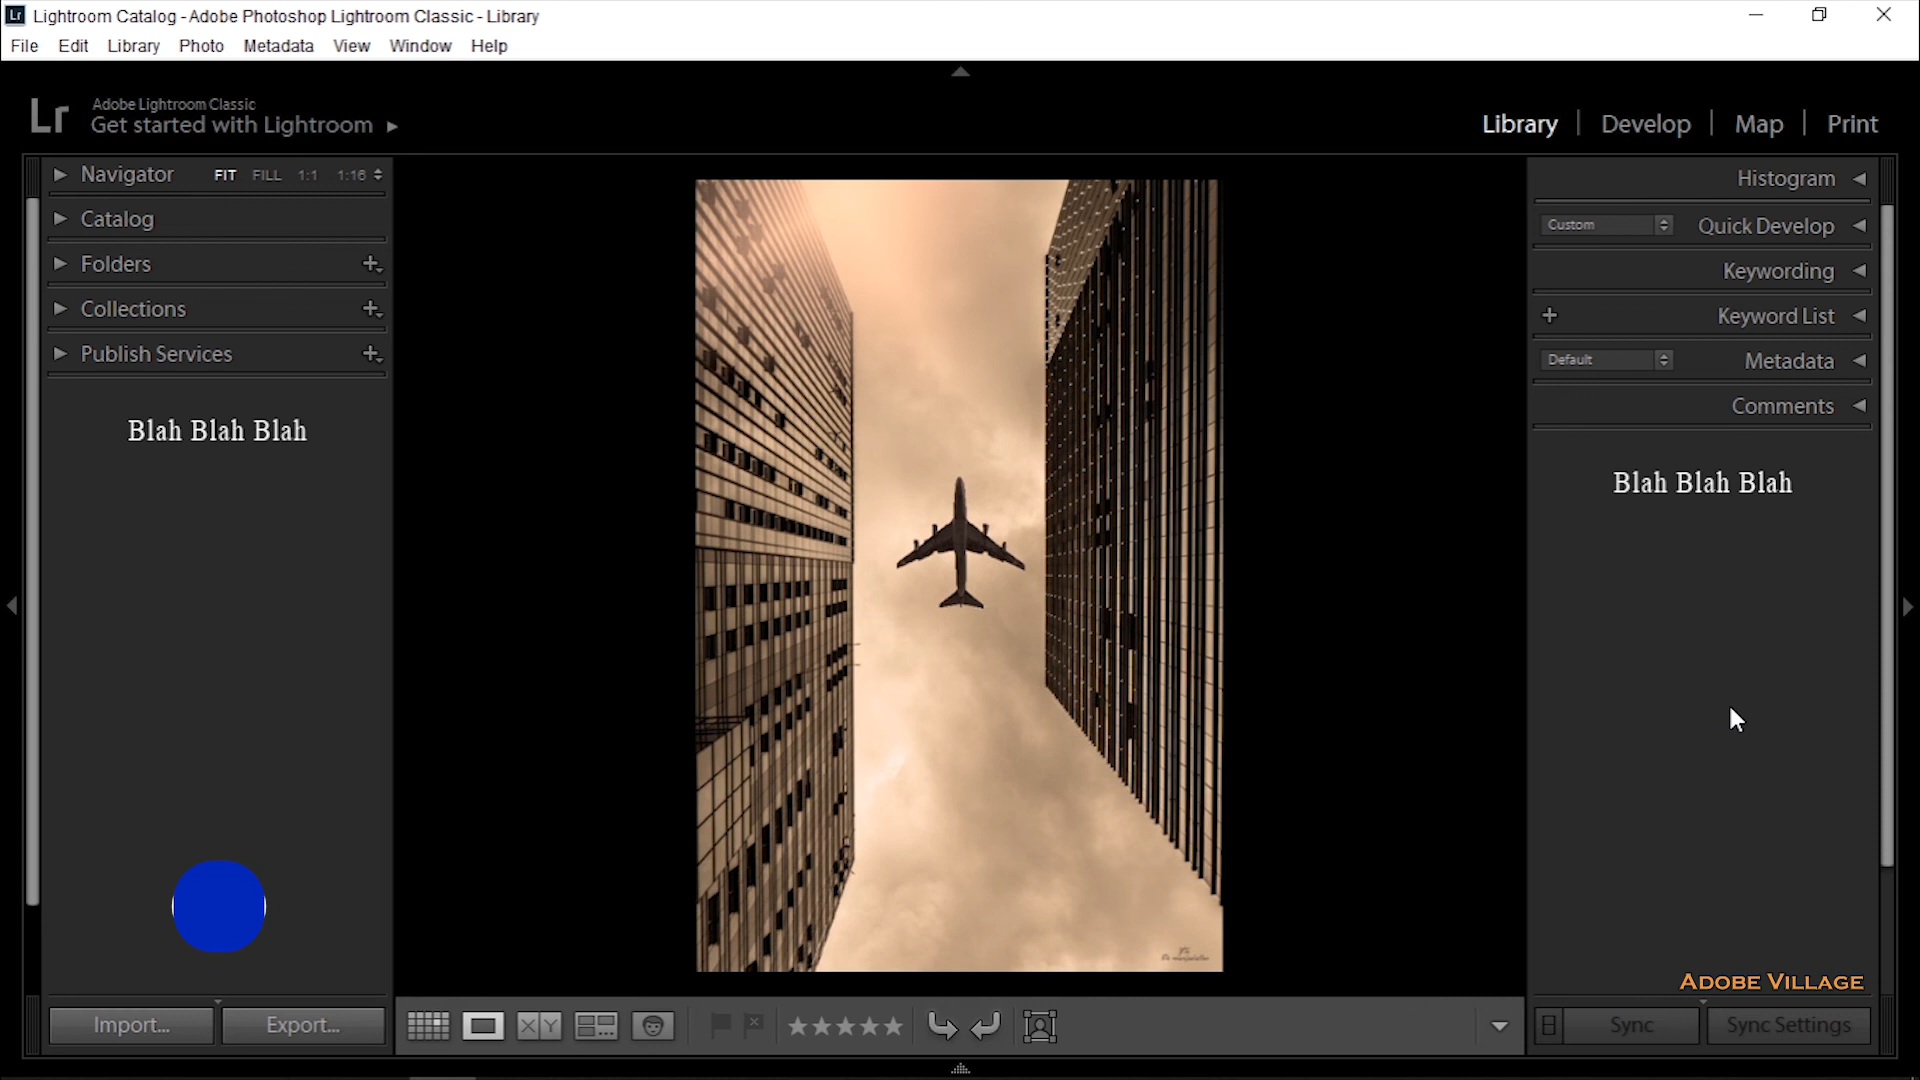 Lightroom Catalog - Adobe Photoshop Lightroom Classic - Library
File Edit Library Photo Metadata View Window Help
Lr
Adobe Lightroom Classic
Get started with Lightroom
Library Develop Map Print
Navigator FIT FILL 1:1 1:16
Catalog
Folders
Collections
Publish Services
Blah Blah Blah
Histogram
Custom Quick Develop
Keywording
Keyword List
Default Metadata
Comments
Blah Blah Blah
ADOBE VILLAGE
Import... Export...
XY
Sync Sync Settings